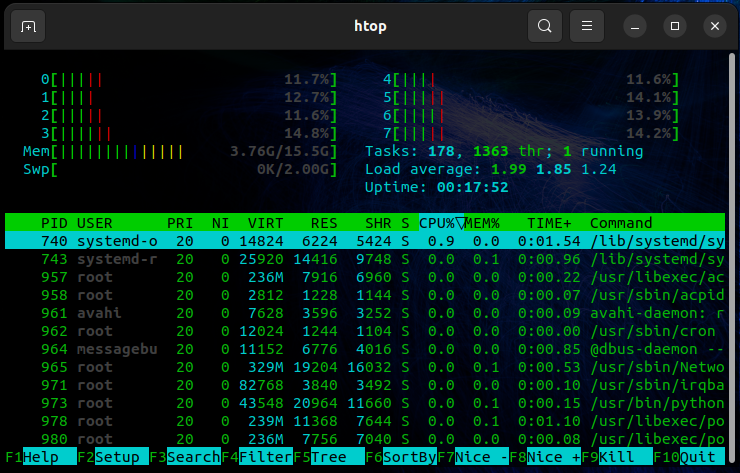 htop
0[||||| 11.7%] 4[|||| 11.6%]
1[|||| 12.7%] 5[||||| 14.1%]
2[||||| 11.6%] 6[||||| 13.9%]
3[|||||| 14.8%] 7[||||| 14.2%]
Mem[|||||||||||||| 3.76G/15.5G] Tasks: 178, 1363 thr; 1 running
Swp[ 0K/2.00G] Load average: 1.99 1.85 1.24
Uptime: 00:17:52
PID USER PRI NI VIRT RES SHR S CPU%▽MEM% TIME+ Command
740 systemd-o 20 0 14824 6224 5424 S 0.9 0.0 0:01.54 /lib/systemd/sy
743 systemd-r 20 0 25920 14416 9748 S 0.0 0.1 0:00.96 /lib/systemd/sy
957 root 20 0 236M 7916 6960 S 0.0 0.0 0:00.22 /usr/libexec/ac
958 root 20 0 2812 1228 1144 S 0.0 0.0 0:00.07 /usr/sbin/acpid
961 avahi 20 0 7628 3596 3252 S 0.0 0.0 0:00.09 avahi-daemon: r
962 root 20 0 12024 1244 1104 S 0.0 0.0 0:00.00 /usr/sbin/cron
964 messagebu 20 0 11152 6776 4016 S 0.0 0.0 0:00.85 @dbus-daemon --
965 root 20 0 329M 19204 16032 S 0.0 0.1 0:00.53 /usr/sbin/Netwo
971 root 20 0 82768 3840 3492 S 0.0 0.0 0:00.10 /usr/sbin/irqba
973 root 20 0 43548 20964 11660 S 0.0 0.1 0:00.15 /usr/bin/python
978 root 20 0 239M 11368 7644 S 0.0 0.1 0:01.10 /usr/libexec/po
980 root 20 0 236M 7756 7040 S 0.0 0.0 0:00.08 /usr/libexec/po
F1Help F2Setup F3SearchF4FilterF5Tree F6SortByF7Nice -F8Nice +F9Kill F10Quit